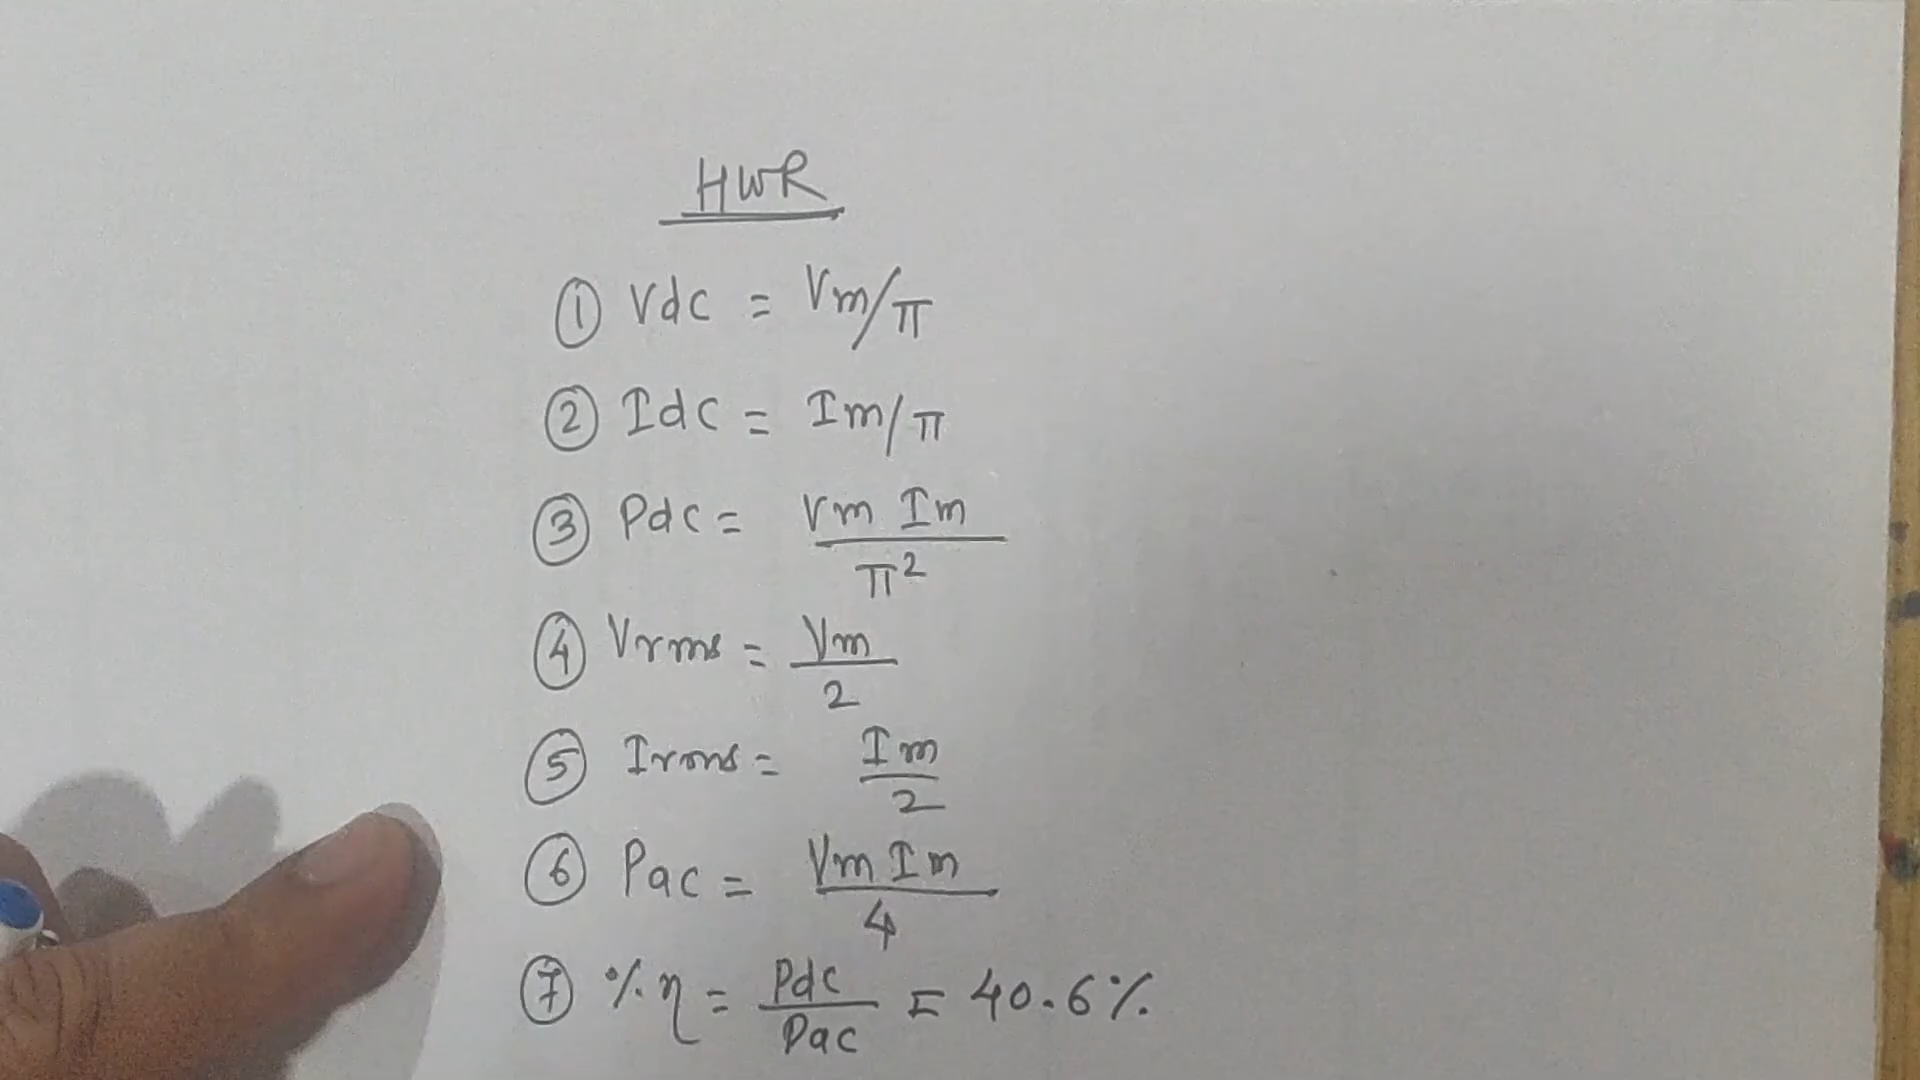 HWR
① Vdc = Vm/π
② Idc = Im/π
③ Pdc = Vm Im / π²
④ Vrms = Vm / 2
⑤ Irms = Im / 2
⑥ Pac = Vm Im / 4
⑦ % η = Pdc / Pac = 40.6%